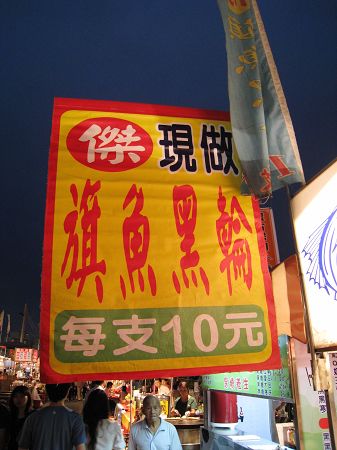 傑 現做
旗魚黑輪
每支10元